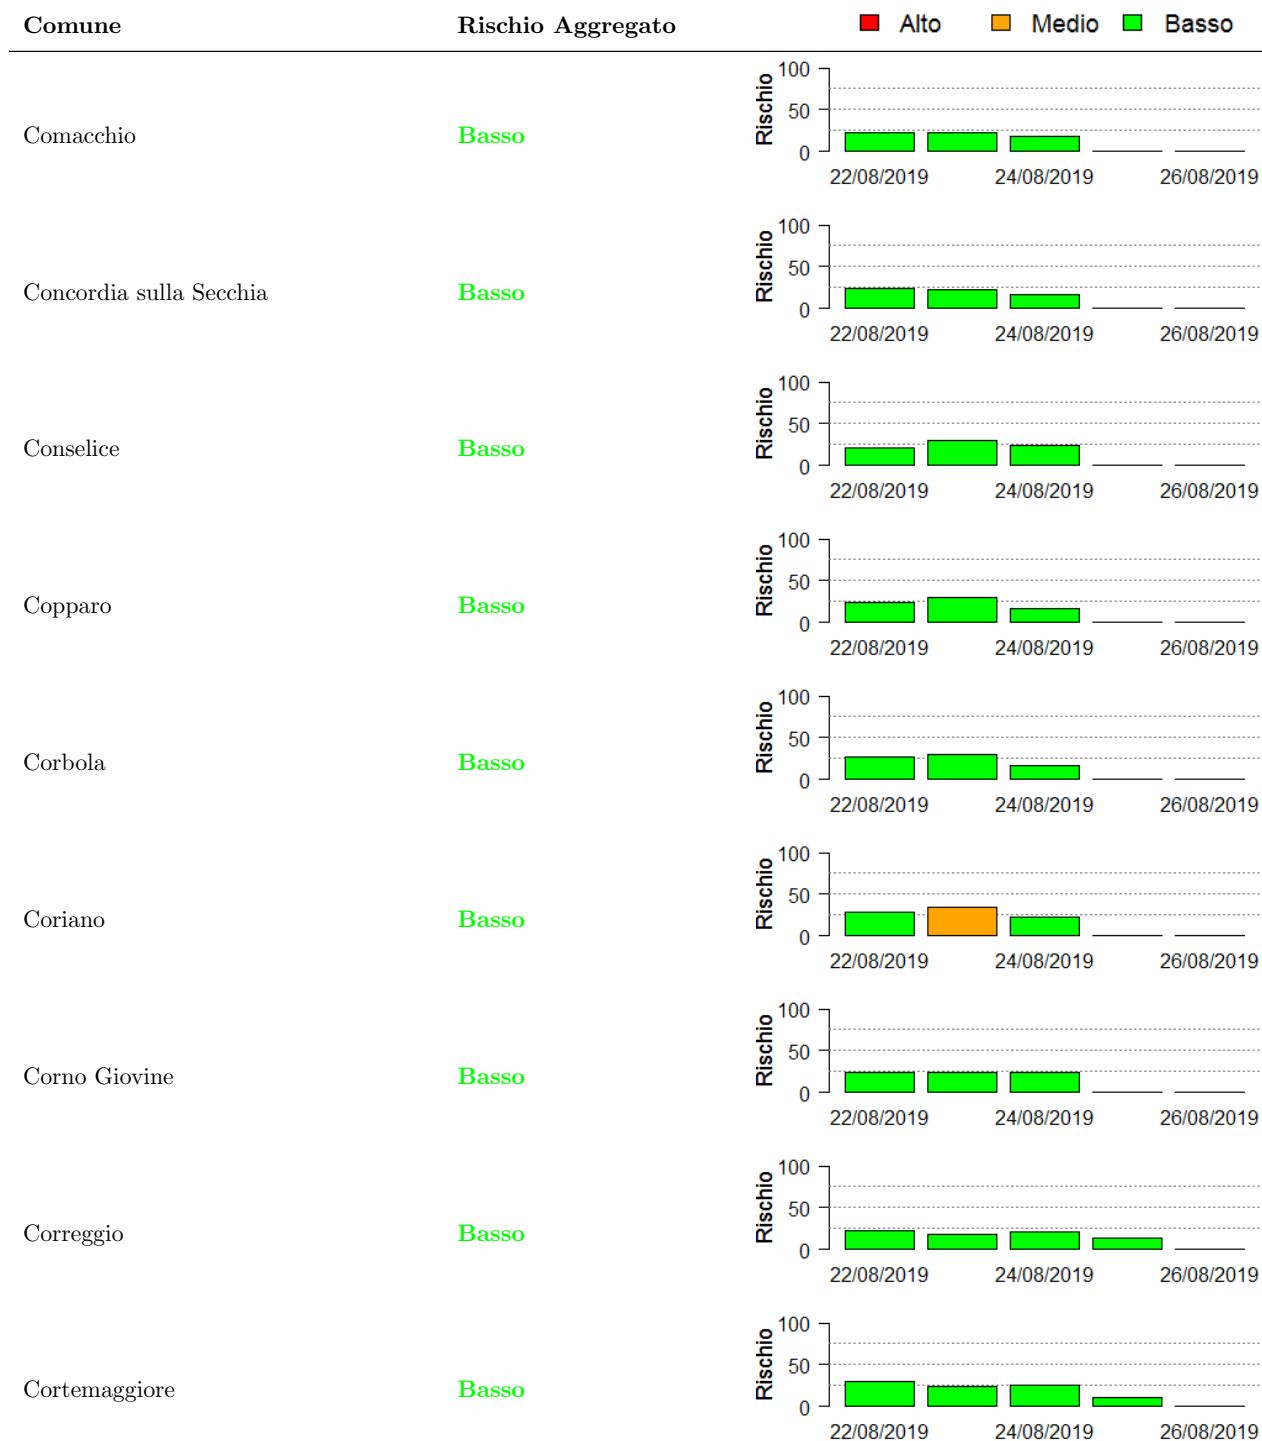 Comune Rischio Aggregato Alto Medio Basso
Comacchio Basso
Rischio
100
50
0
22/08/2019 24/08/2019 26/08/2019
Concordia sulla Secchia Basso
Rischio
100
50
0
22/08/2019 24/08/2019 26/08/2019
Conselice Basso
Rischio
100
50
0
22/08/2019 24/08/2019 26/08/2019
Copparo Basso
Rischio
100
50
0
22/08/2019 24/08/2019 26/08/2019
Corbola Basso
Rischio
100
50
0
22/08/2019 24/08/2019 26/08/2019
Coriano Basso
Rischio
100
50
0
22/08/2019 24/08/2019 26/08/2019
Corno Giovine Basso
Rischio
100
50
0
22/08/2019 24/08/2019 26/08/2019
Correggio Basso
Rischio
100
50
0
22/08/2019 24/08/2019 26/08/2019
Cortemaggiore Basso
Rischio
100
50
0
22/08/2019 24/08/2019 26/08/2019